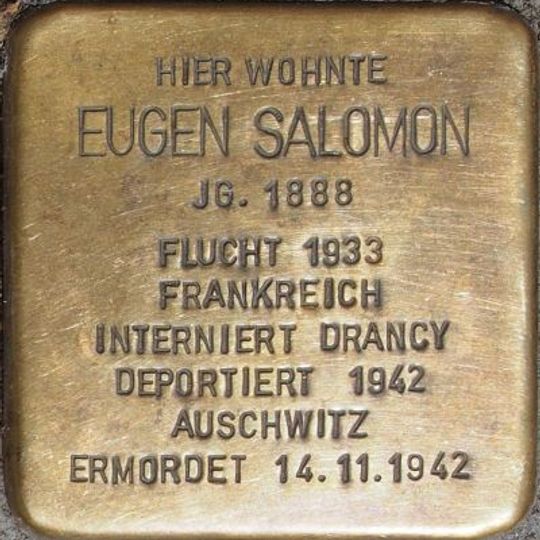 HIER WOHNTE
EUGEN SALOMON
JG. 1888
FLUCHT 1933
FRANKREICH
INTERNIERT DRANCY
DEPORTIERT 1942
AUSCHWITZ
ERMORDET 14.11.1942